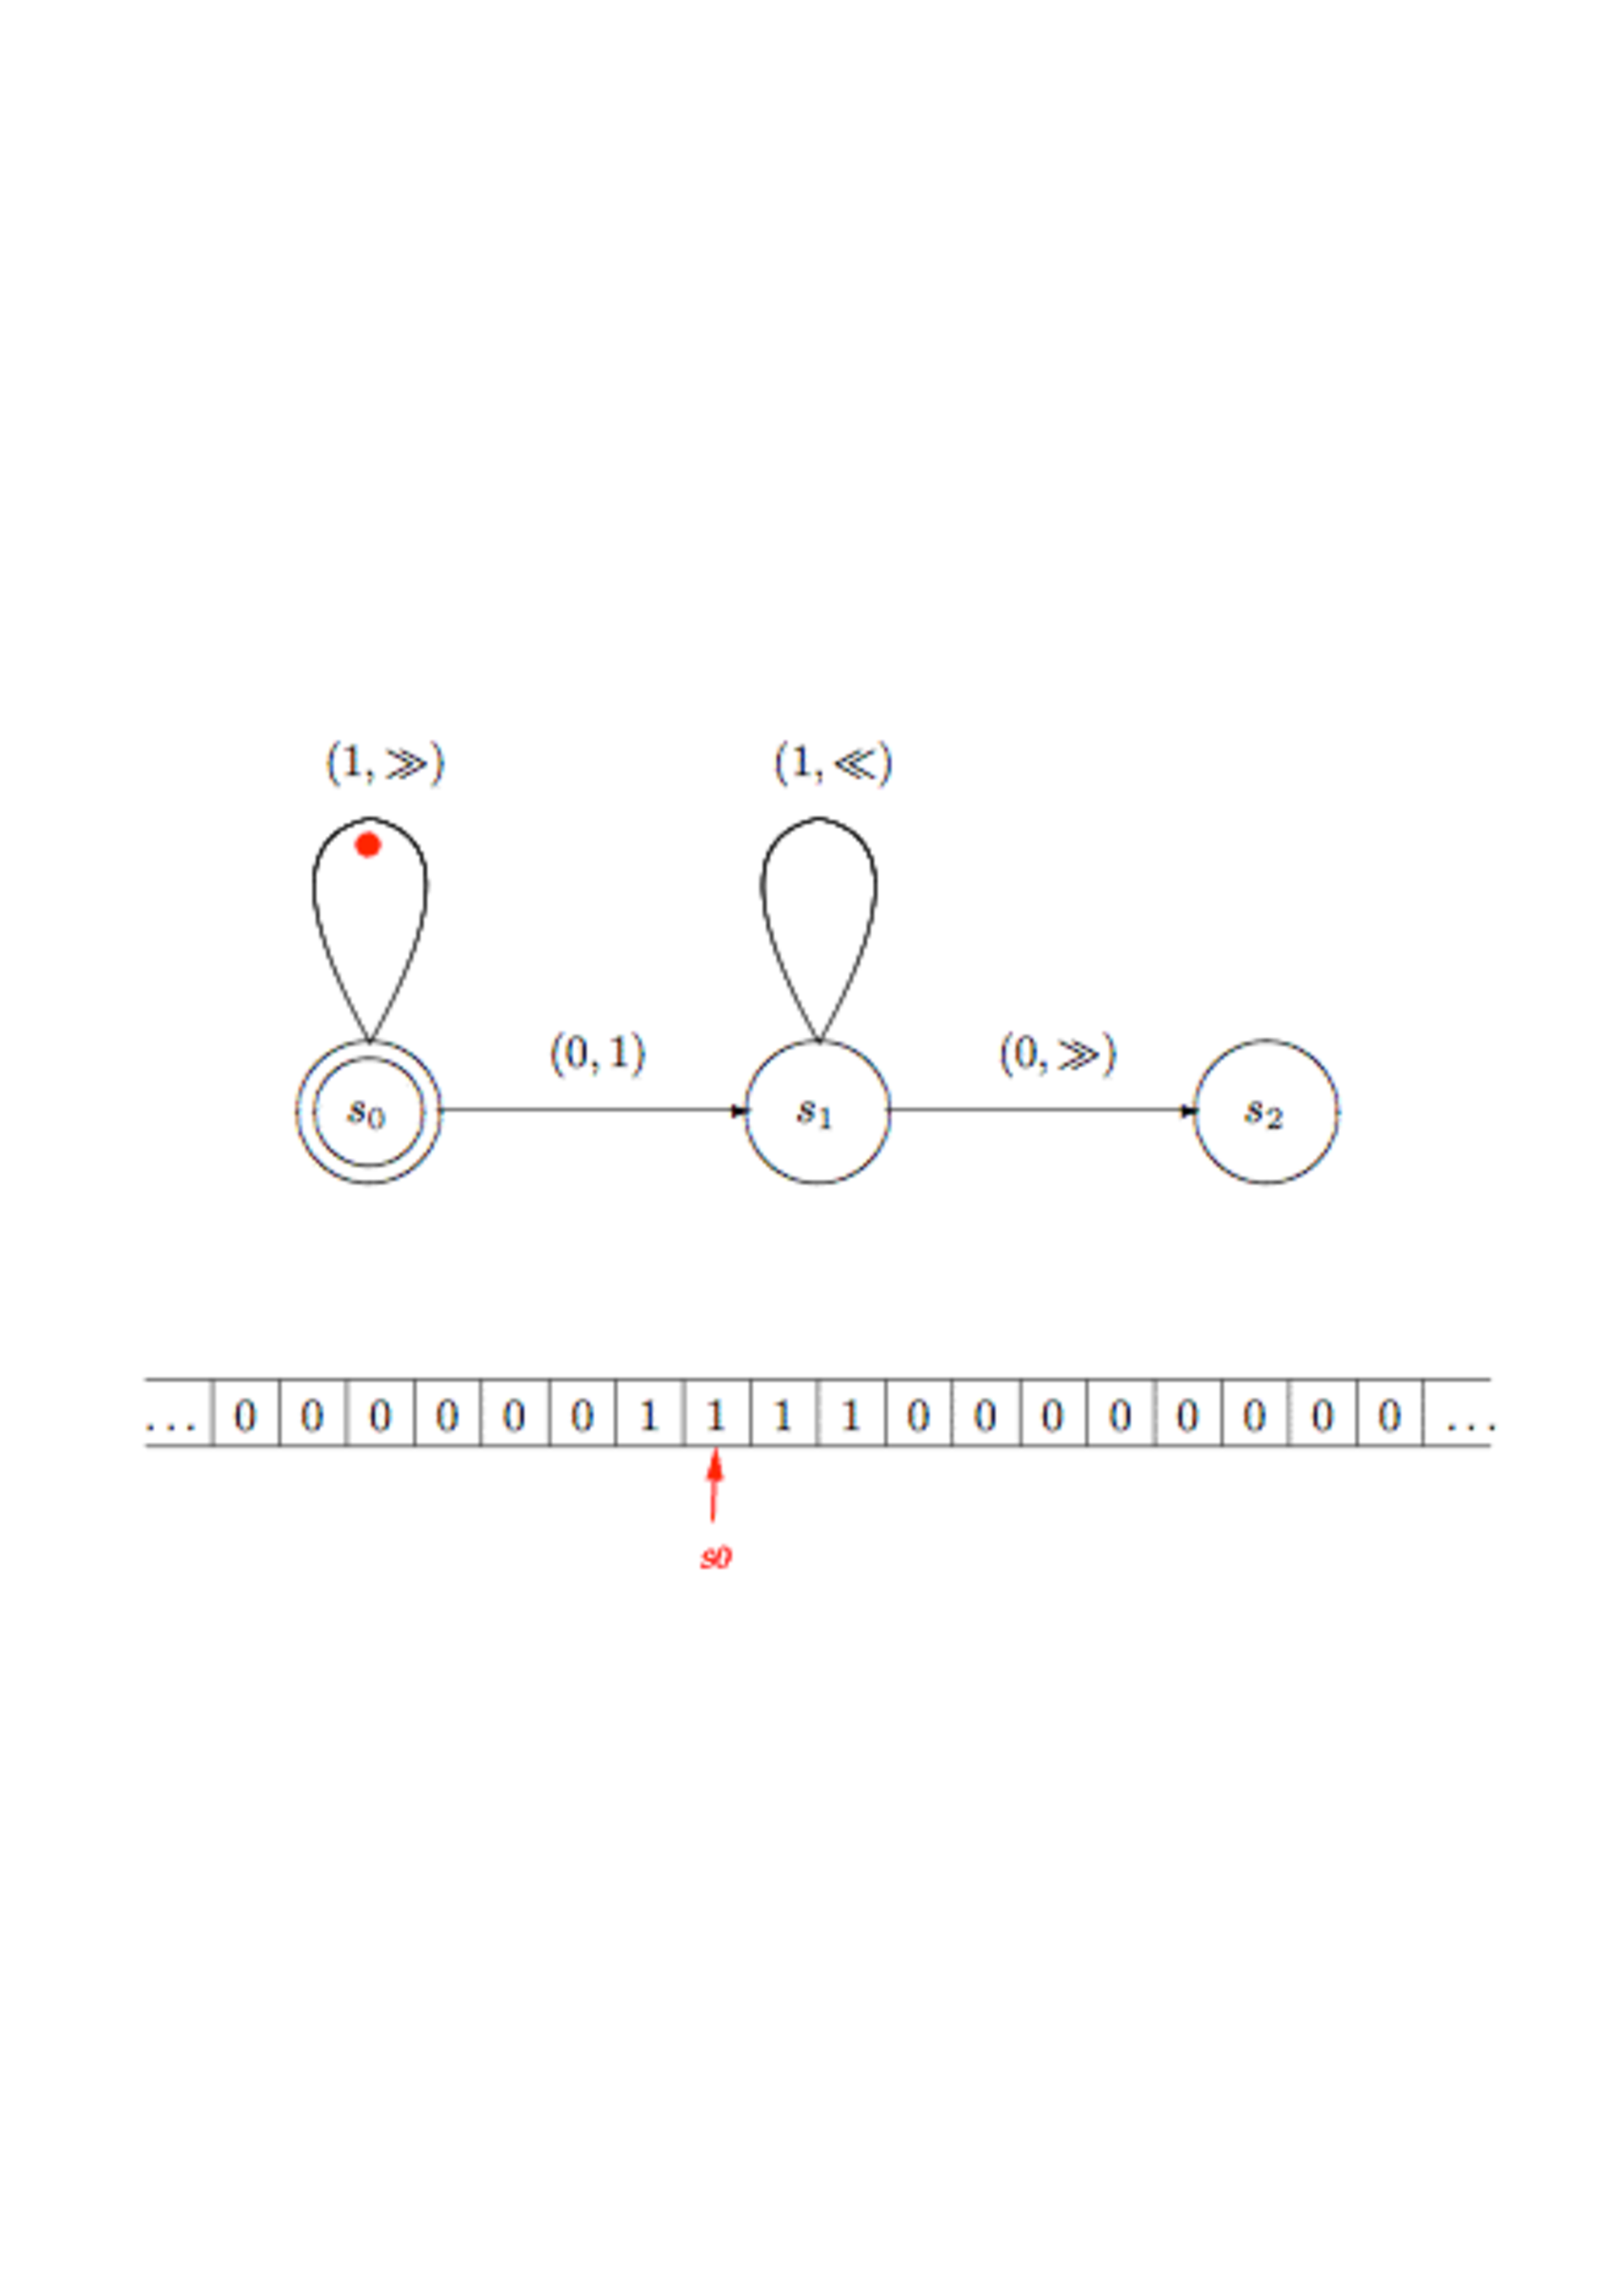 (1, ≫) (1, ≪)
(0, 1) (0, ≫)
s₀ s₁ s₂
... 0 0 0 0 0 0 1 1 1 1 0 0 0 0 0 0 0 0 ...
s0